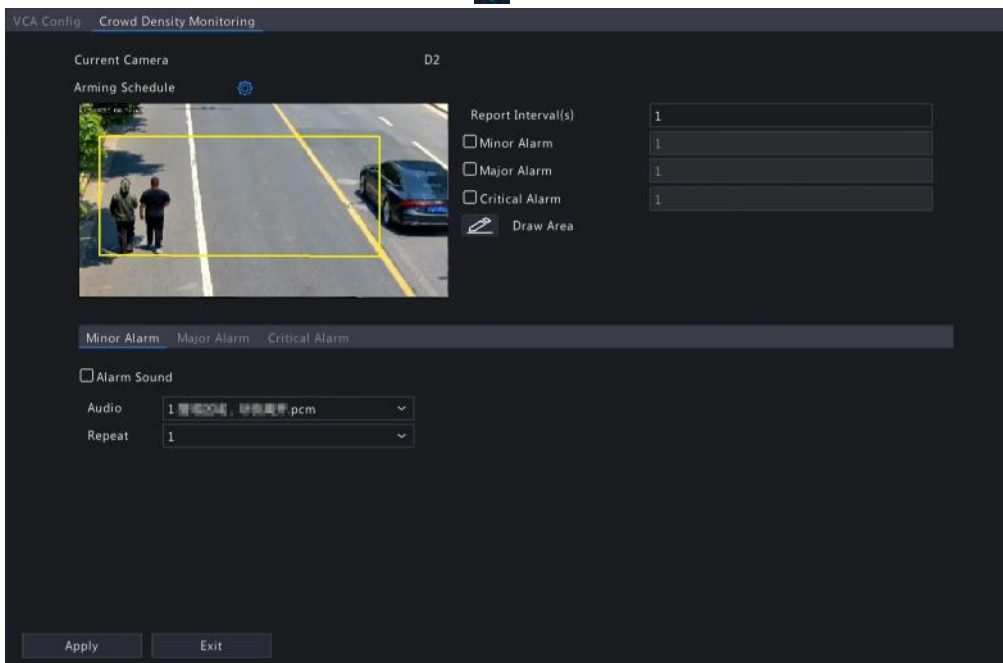 VCA Config Crowd Density Monitoring
Current Camera D2
Arming Schedule
Report Interval(s) 1
Minor Alarm 1
Major Alarm 1
Critical Alarm 1
Draw Area
Minor Alarm Major Alarm Critical Alarm
Alarm Sound
Audio 1 .pcm
Repeat 1
Apply Exit